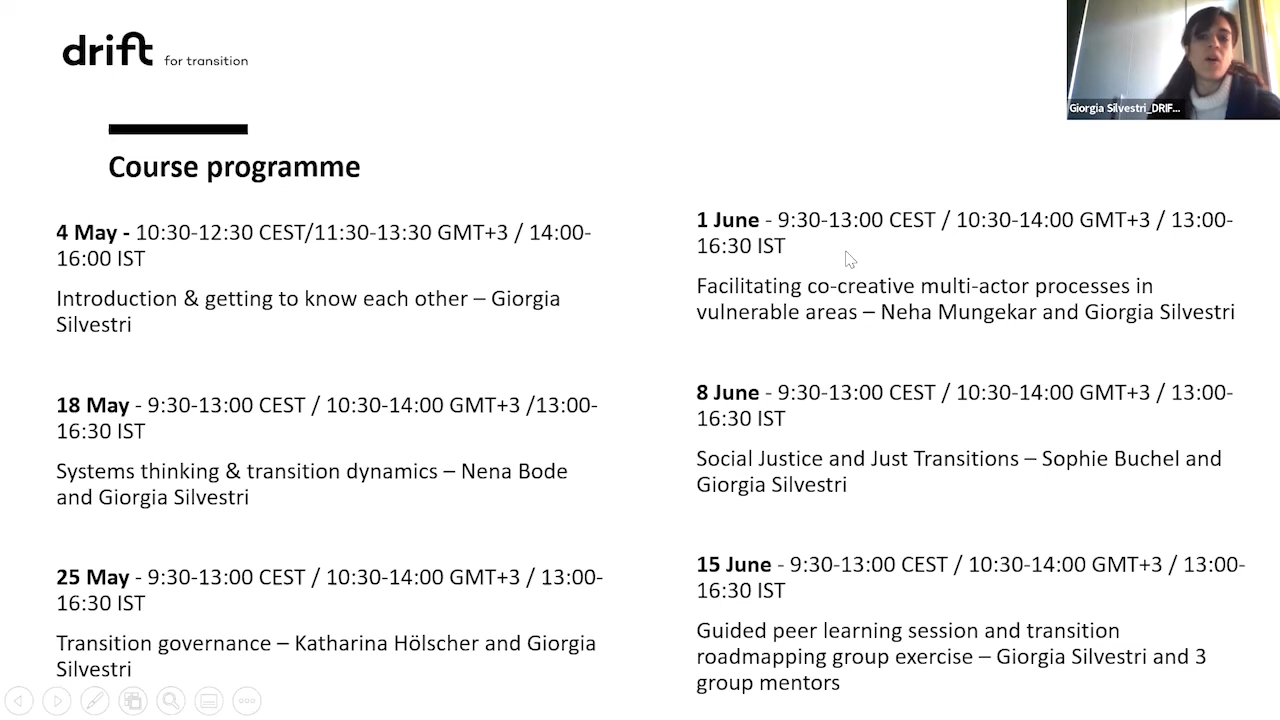 drift for transition
Giorgia Silvestri_DRIF...
Course programme
4 May - 10:30-12:30 CEST/11:30-13:30 GMT+3 / 14:00-
16:00 IST
Introduction & getting to know each other – Giorgia
Silvestri
18 May - 9:30-13:00 CEST / 10:30-14:00 GMT+3 /13:00-
16:30 IST
Systems thinking & transition dynamics – Nena Bode
and Giorgia Silvestri
25 May - 9:30-13:00 CEST / 10:30-14:00 GMT+3 / 13:00-
16:30 IST
Transition governance – Katharina Hölscher and Giorgia
Silvestri
1 June - 9:30-13:00 CEST / 10:30-14:00 GMT+3 / 13:00-
16:30 IST
Facilitating co-creative multi-actor processes in
vulnerable areas – Neha Mungekar and Giorgia Silvestri
8 June - 9:30-13:00 CEST / 10:30-14:00 GMT+3 / 13:00-
16:30 IST
Social Justice and Just Transitions – Sophie Buchel and
Giorgia Silvestri
15 June - 9:30-13:00 CEST / 10:30-14:00 GMT+3 / 13:00-
16:30 IST
Guided peer learning session and transition
roadmapping group exercise – Giorgia Silvestri and 3
group mentors